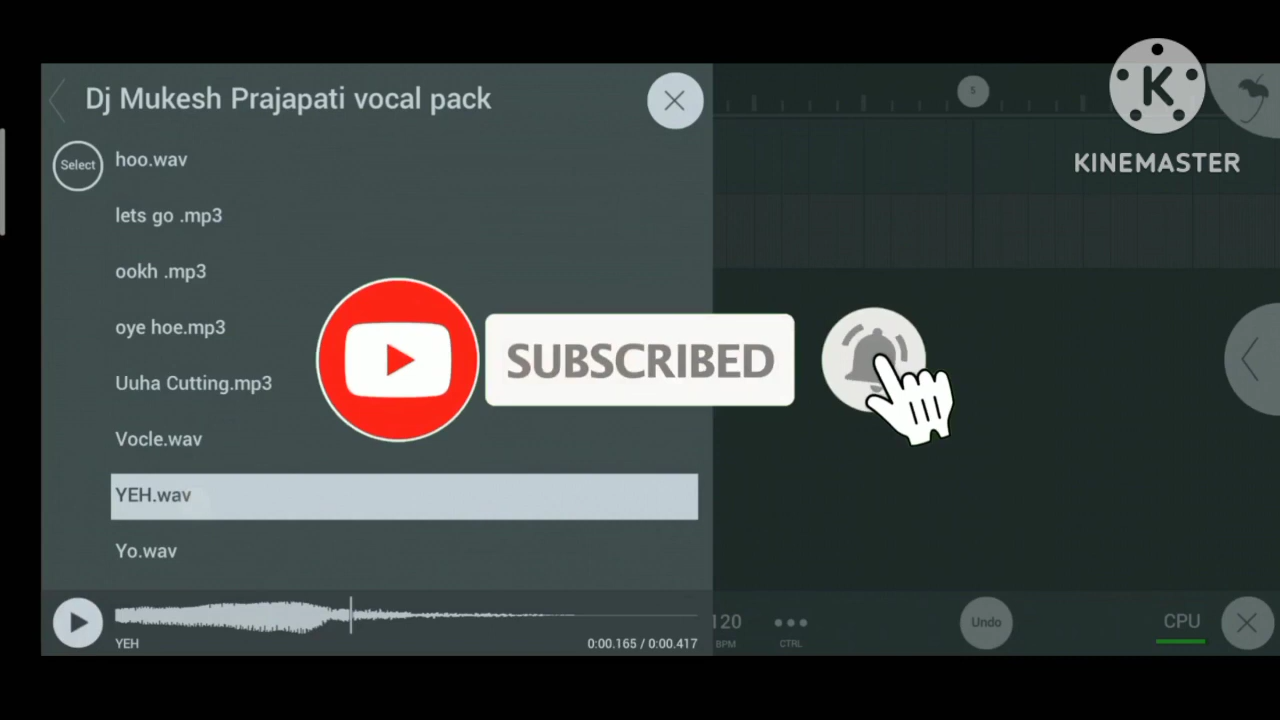 Dj Mukesh Prajapati vocal pack
5
K
KINEMASTER
Select
hoo.wav
lets go .mp3
ookh .mp3
oye hoe.mp3
Uuha Cutting.mp3
SUBSCRIBED
Vocle.wav
YEH.wav
Yo.wav
YEH
0:00.165 / 0:00.417
120
BPM
CTRL
Undo
CPU